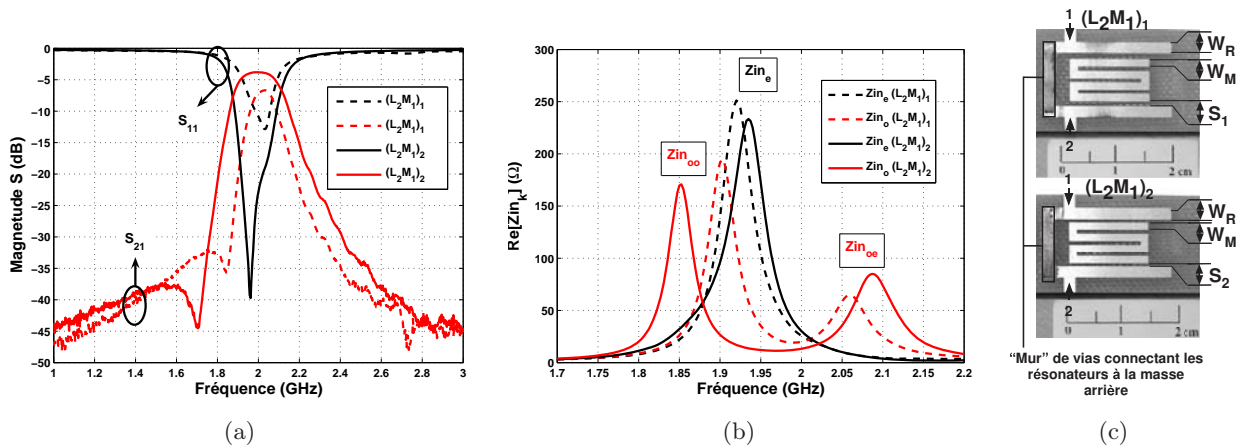 Magnetude S (dB)
0
−5
−10
−15
−20
−25
−30
−35
−40
−45
−50
1
1.2
1.4
1.6
1.8
2
2.2
2.4
2.6
2.8
3
Fréquence (GHz)
S11
S21
(L2M1)1
(L2M1)1
(L2M1)2
(L2M1)2
(a)
Re[Zink] (Ω)
300
250
200
150
100
50
0
1.7
1.75
1.8
1.85
1.9
1.95
2
2.05
2.1
2.15
2.2
Fréquence (GHz)
Zinoo
Zine
Zinoe
Zine (L2M1)1
Zino (L2M1)1
Zine (L2M1)2
Zino (L2M1)2
(b)
1 (L2M1)1
WR
WM
S1
2
0 1 2 cm
1 (L2M1)2
WR
WM
S2
2
0 1 2 cm
“Mur” de vias connectant les
résonateurs à la masse
arrière
(c)